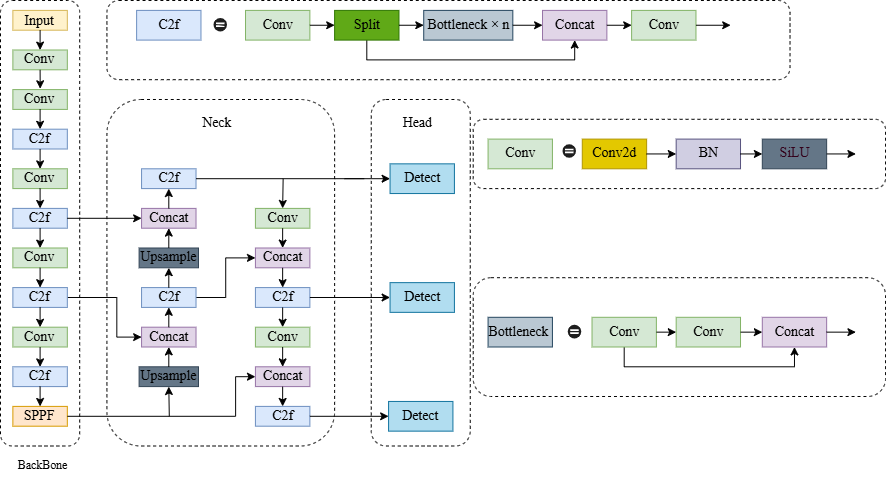 Input
Conv
Conv
C2f
Conv
C2f
Conv
C2f
Conv
C2f
SPPF
BackBone
C2f = Conv Split Bottleneck × n Concat Conv
Neck
C2f
Concat
Upsample
C2f
Concat
Upsample
Conv
Concat
C2f
Conv
Concat
C2f
Head
Detect
Detect
Detect
Conv = Conv2d BN SiLU
Bottleneck = Conv Conv Concat